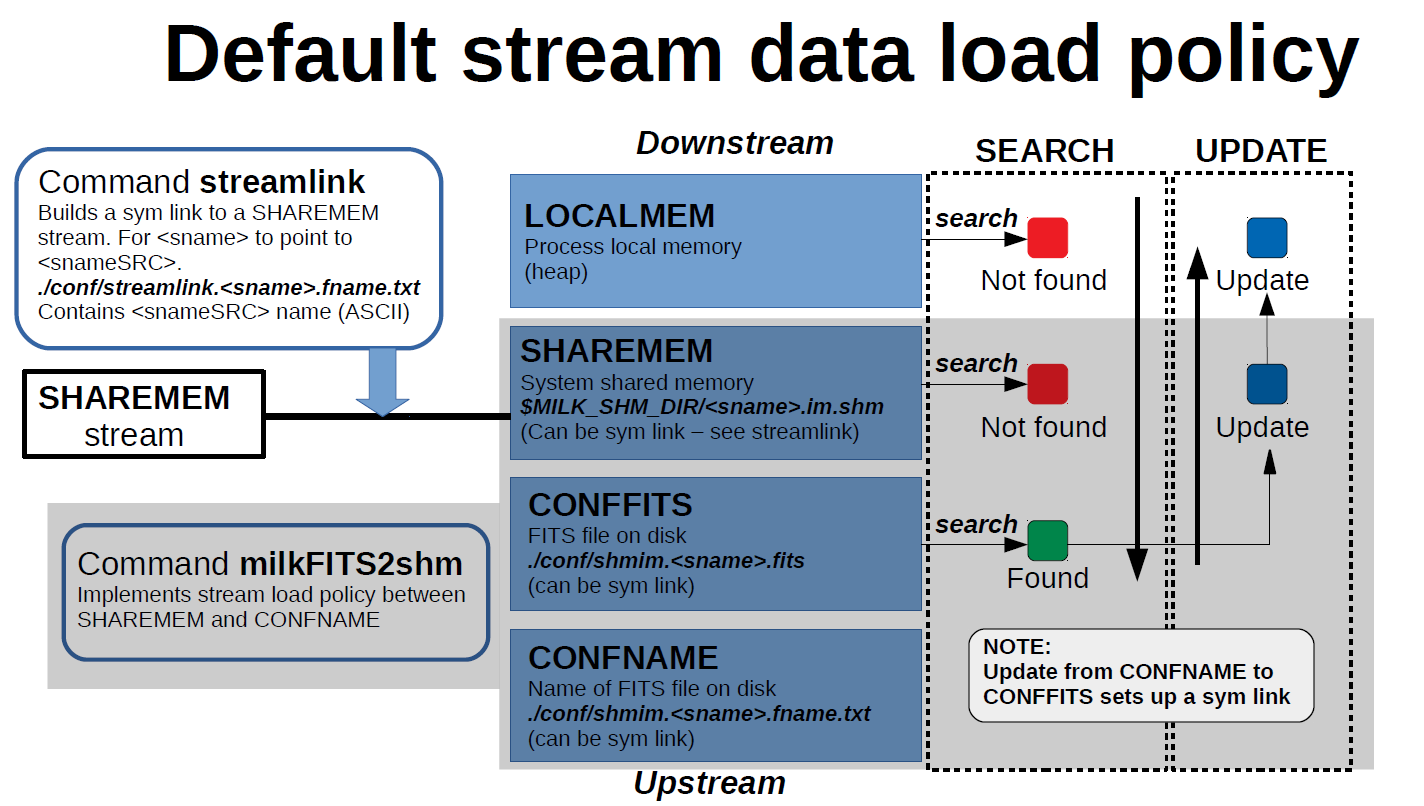 Default stream data load policy
Downstream
SEARCH
UPDATE
Command streamlink
Builds a sym link to a SHAREMEM
stream. For <sname> to point to
<snameSRC>.
./conf/streamlink.<sname>.fname.txt
Contains <snameSRC> name (ASCII)
SHAREMEM
stream
Command milkFITS2shm
Implements stream load policy between
SHAREMEM and CONFNAME
LOCALMEM
Process local memory
(heap)
search
Not found
Update
SHAREMEM
System shared memory
$MILK_SHM_DIR/<sname>.im.shm
(Can be sym link – see streamlink)
search
Not found
Update
CONFFITS
FITS file on disk
./conf/shmim.<sname>.fits
(can be sym link)
search
Found
CONFNAME
Name of FITS file on disk
./conf/shmim.<sname>.fname.txt
(can be sym link)
NOTE:
Update from CONFNAME to
CONFFITS sets up a sym link
Upstream